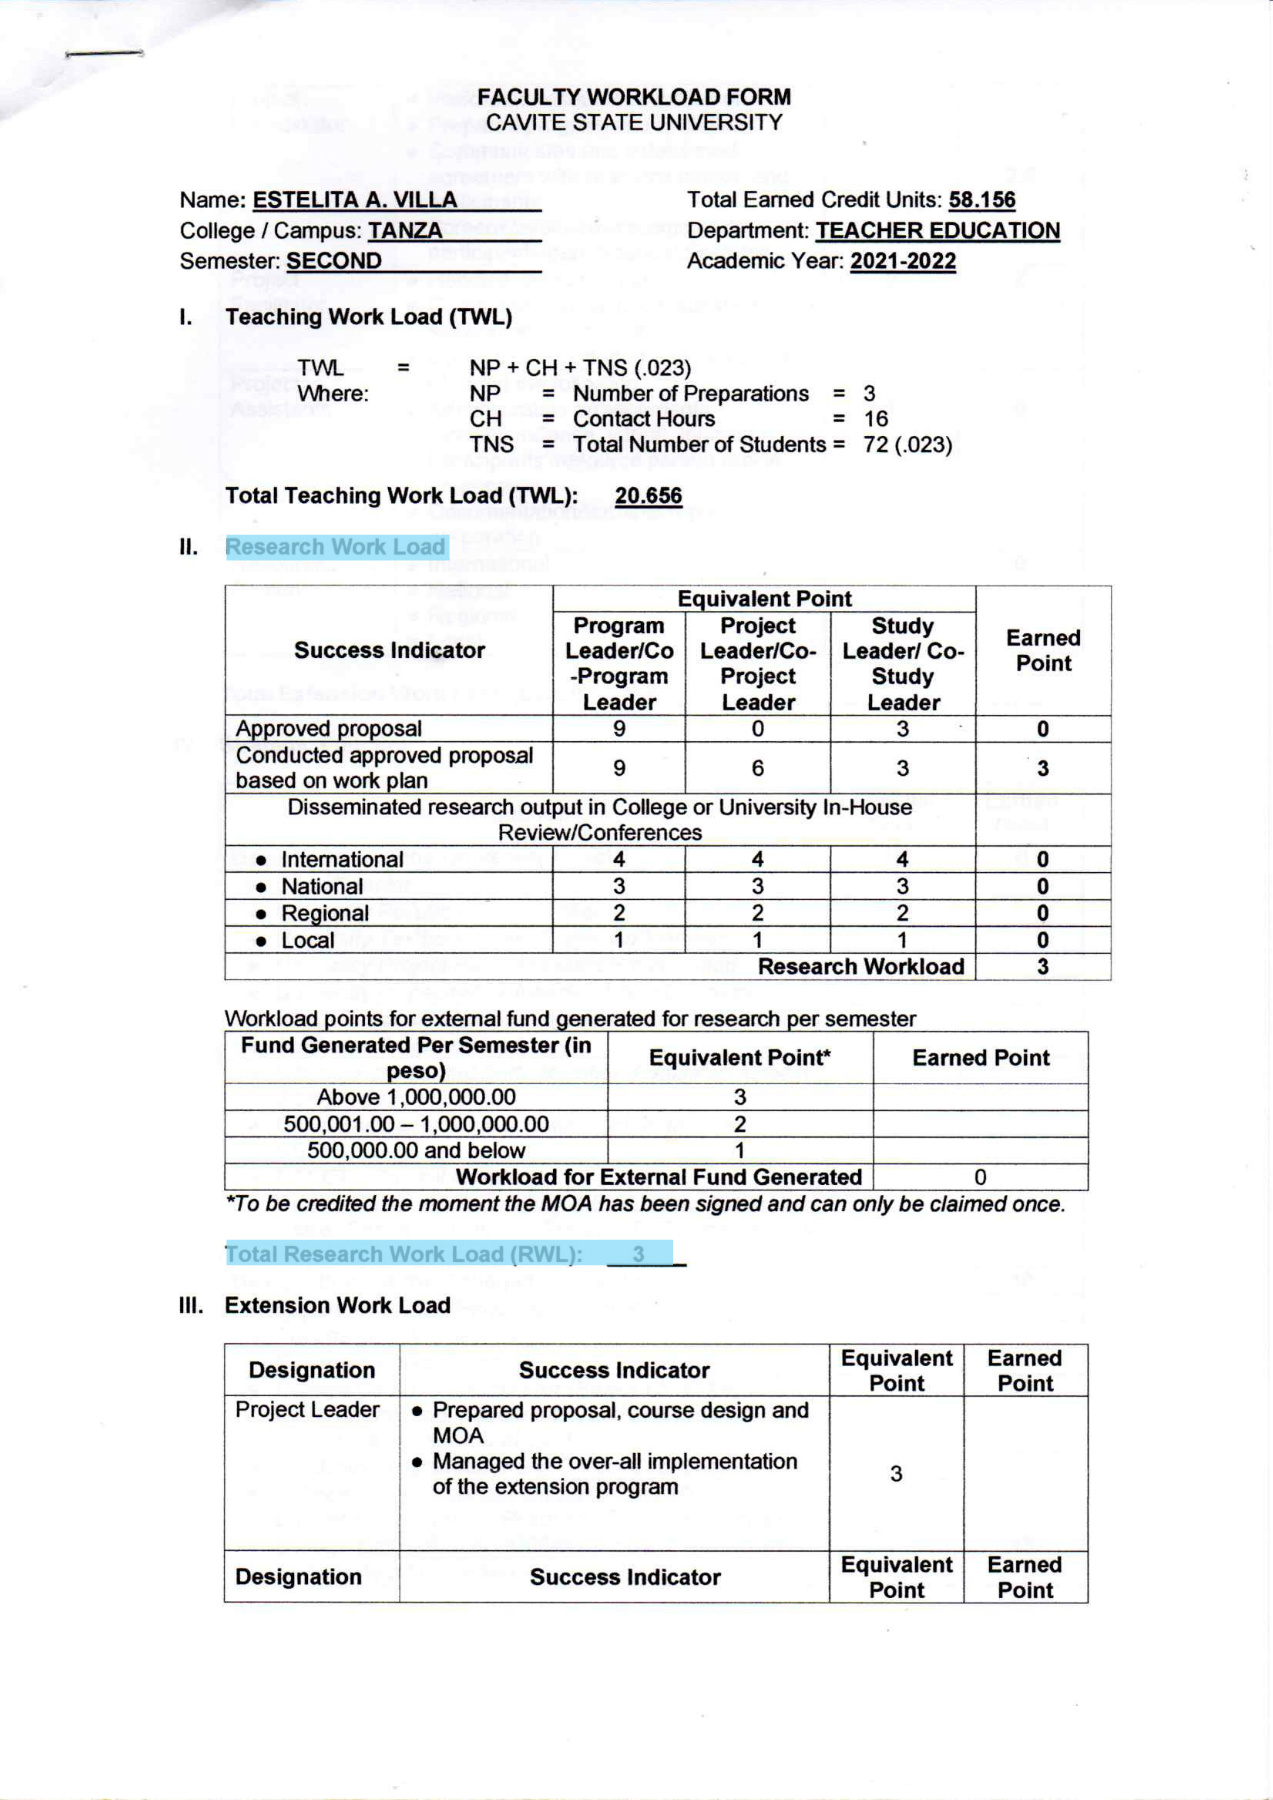 FACULTY WORKLOAD FORM
CAVITE STATE UNIVERSITY
Name: ESTELITA A. VILLA
Total Earned Credit Units: 58.156
College / Campus: TANZA
Department: TEACHER EDUCATION
Semester: SECOND
Academic Year: 2021-2022
I. Teaching Work Load (TWL)
TWL = NP + CH + TNS (.023)
Where: NP = Number of Preparations = 3
CH = Contact Hours = 16
TNS = Total Number of Students = 72 (.023)
Total Teaching Work Load (TWL): 20.656
II. Research Work Load
Success Indicator
Equivalent Point
Earned Point
Program Leader/Co
-Program
Leader
Project
Leader/Co-
Project
Leader
Study
Leader/ Co-
Study
Leader
Approved proposal 9 0 3 0
Conducted approved proposal
based on work plan 9 6 3 3
Disseminated research output in College or University In-House
Review/Conferences
● International 4 4 4 0
● National 3 3 3 0
● Regional 2 2 2 0
● Local 1 1 1 0
Research Workload 3
Workload points for external fund generated for research per semester
Fund Generated Per Semester (in
peso)
Equivalent Point*
Earned Point
Above 1,000,000.00 3
500,001.00 – 1,000,000.00 2
500,000.00 and below 1
Workload for External Fund Generated 0
*To be credited the moment the MOA has been signed and can only be claimed once.
Total Research Work Load (RWL): 3
III. Extension Work Load
Designation
Success Indicator
Equivalent
Point
Earned
Point
Project Leader
● Prepared proposal, course design and
MOA
● Managed the over-all implementation
of the extension program
3
Designation
Success Indicator
Equivalent
Point
Earned
Point